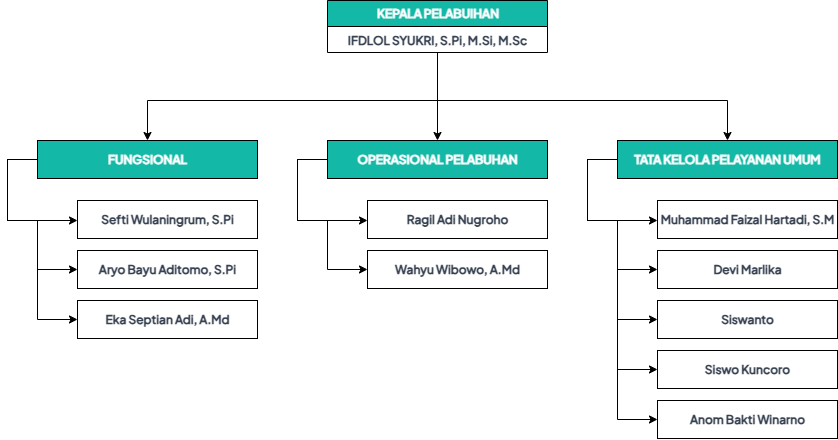 KEPALA PELABUIHAN
IFDLOL SYUKRI, S.Pi, M.Si, M.Sc
FUNGSIONAL
Sefti Wulaningrum, S.Pi
Aryo Bayu Aditomo, S.Pi
Eka Septian Adi, A.Md
OPERASIONAL PELABUHAN
Ragil Adi Nugroho
Wahyu Wibowo, A.Md
TATA KELOLA PELAYANAN UMUM
Muhammad Faizal Hartadi, S.M
Devi Marlika
Siswanto
Siswo Kuncoro
Anom Bakti Winarno